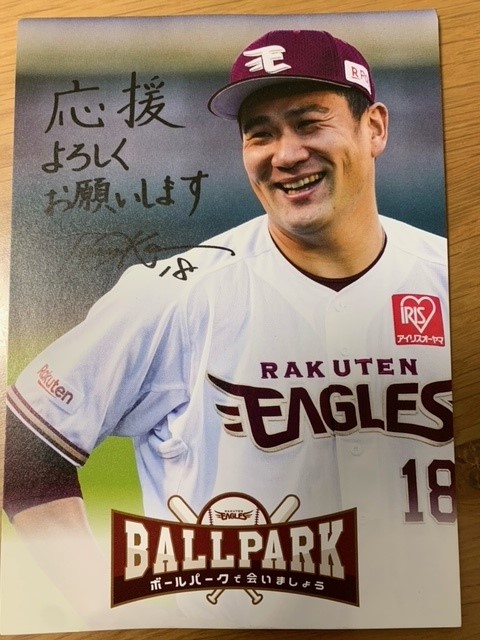 応援
よろしく
お願いします
18
IRIS
アイリスオーヤマ
Rakuten
RAKUTEN
EAGLES
18
RAKUTEN
EAGLES
BALLPARK
ボールパークで会いましょう